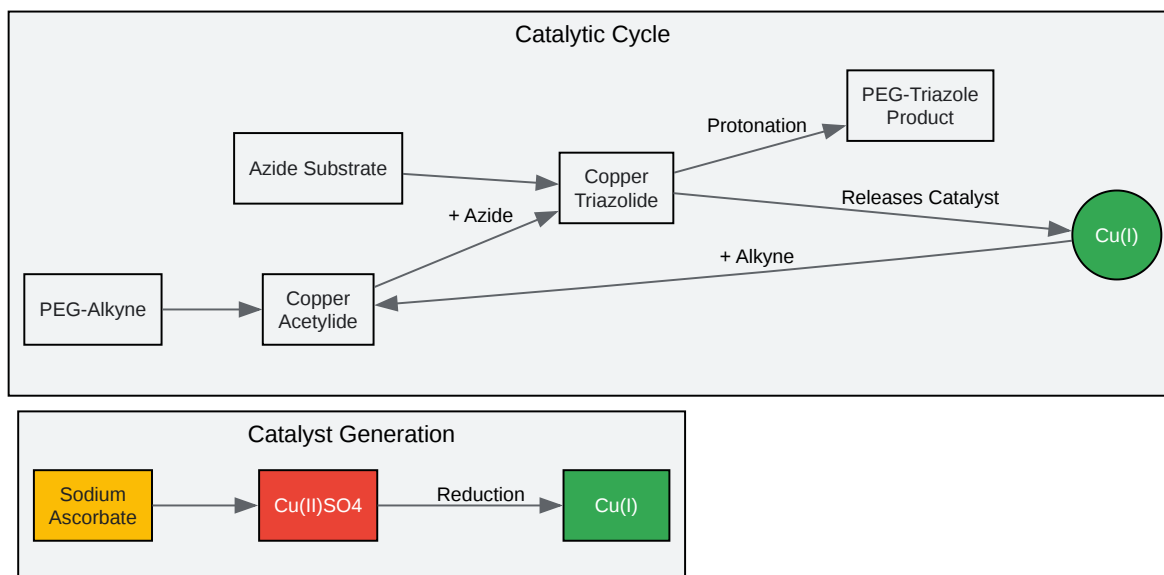 Catalytic Cycle
PEG-Triazole
Product
Protonation
Azide Substrate
Copper
Triazolide
Releases Catalyst
+ Azide
Cu(I)
+ Alkyne
PEG-Alkyne
Copper
Acetylide
Catalyst Generation
Sodium
Ascorbate
Cu(II)SO4
Reduction
Cu(I)